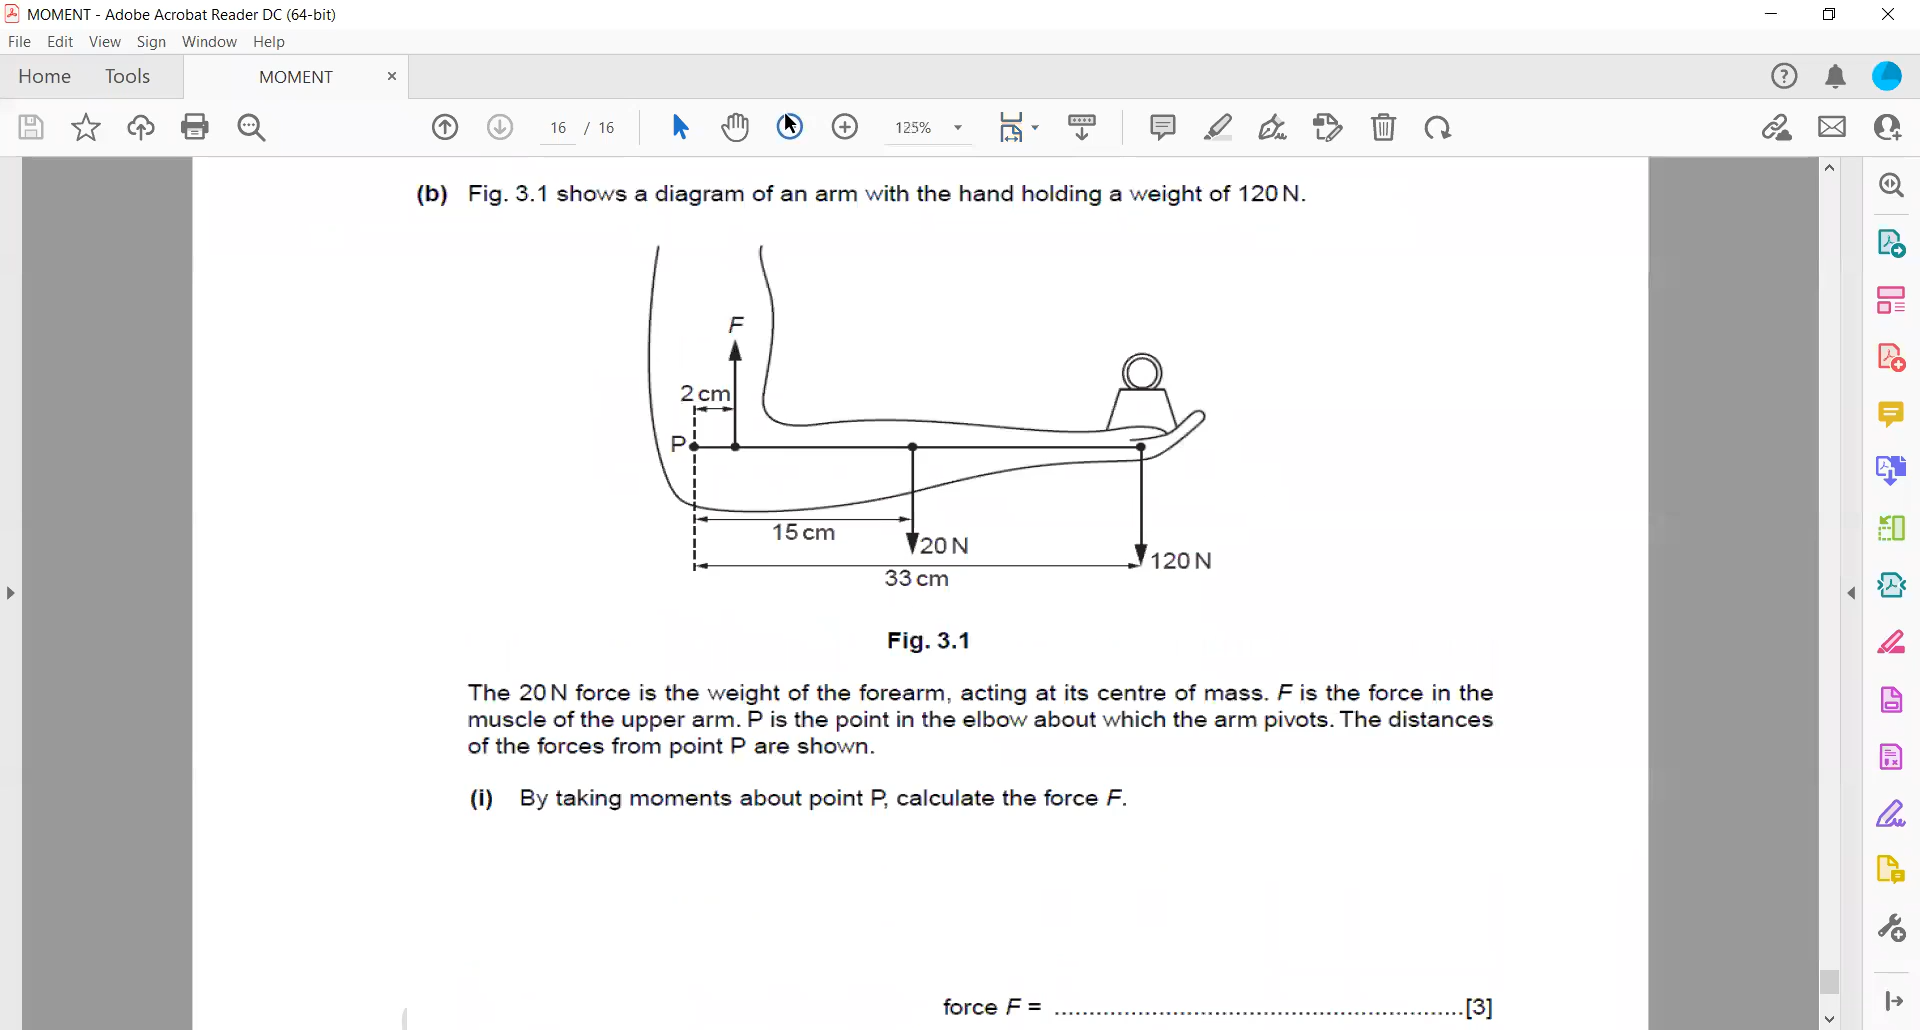 MOMENT - Adobe Acrobat Reader DC (64-bit)
File Edit View Sign Window Help
Home Tools MOMENT
16 / 16 125%
(b) Fig. 3.1 shows a diagram of an arm with the hand holding a weight of 120 N.
F
2 cm
P
15 cm
20 N
120 N
33 cm
Fig. 3.1
The 20 N force is the weight of the forearm, acting at its centre of mass. F is the force in the
muscle of the upper arm. P is the point in the elbow about which the arm pivots. The distances
of the forces from point P are shown.
(i) By taking moments about point P, calculate the force F.
force F = ............................................................[3]